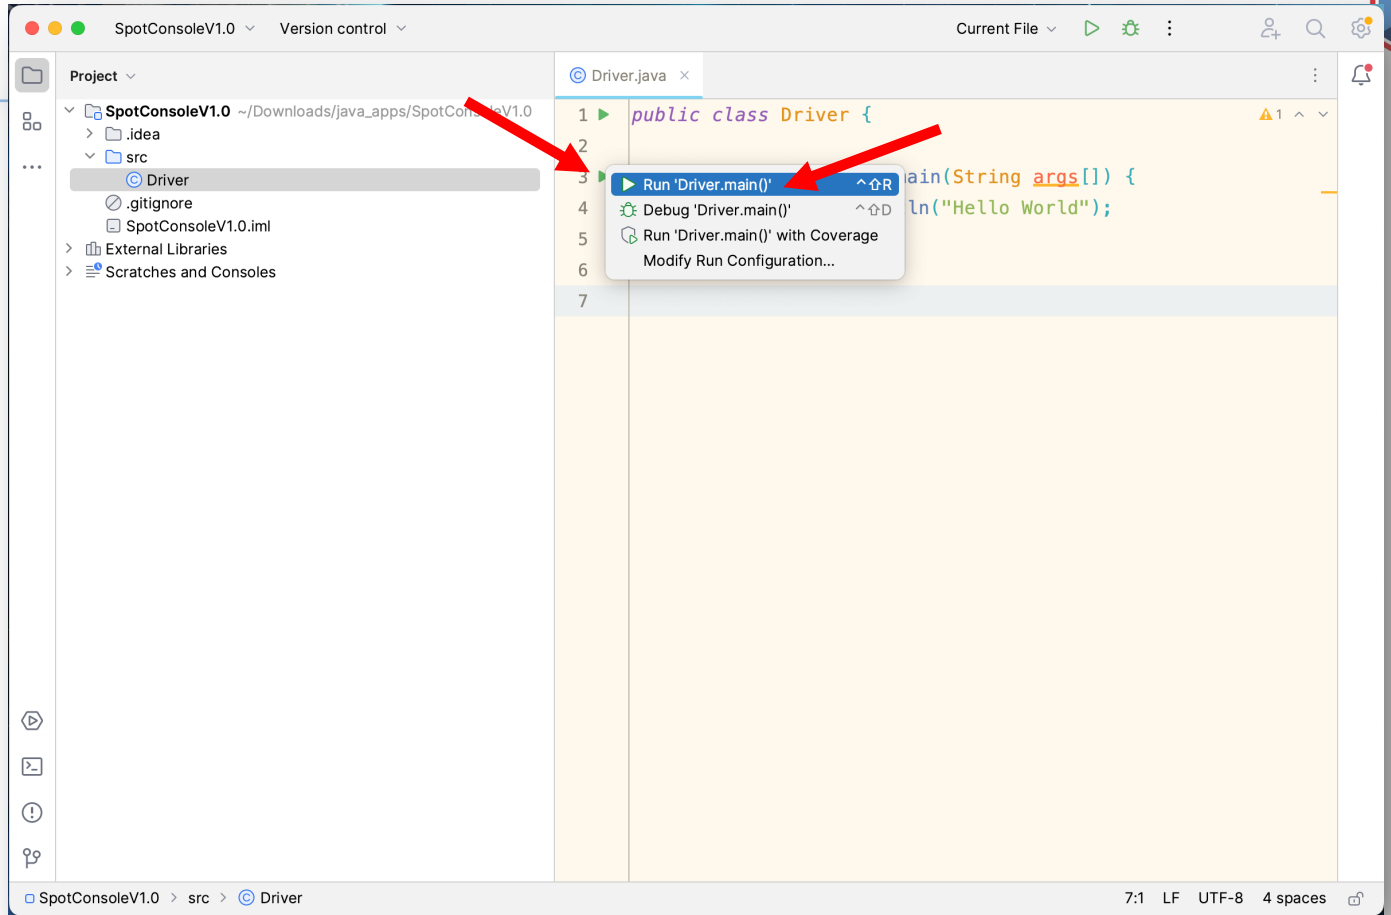 SpotConsoleV1.0 Version control Current File
Project
Driver.java
SpotConsoleV1.0 ~/Downloads/java_apps/SpotConsoleV1.0
.idea
src
Driver
.gitignore
SpotConsoleV1.0.iml
External Libraries
Scratches and Consoles
1 public class Driver {
1
2
3 ain(String args[]) {
4 ln("Hello World");
5
6
7
Run 'Driver.main()' ^⇧R
Debug 'Driver.main()' ^⇧D
Run 'Driver.main()' with Coverage
Modify Run Configuration...
SpotConsoleV1.0 > src > Driver 7:1 LF UTF-8 4 spaces